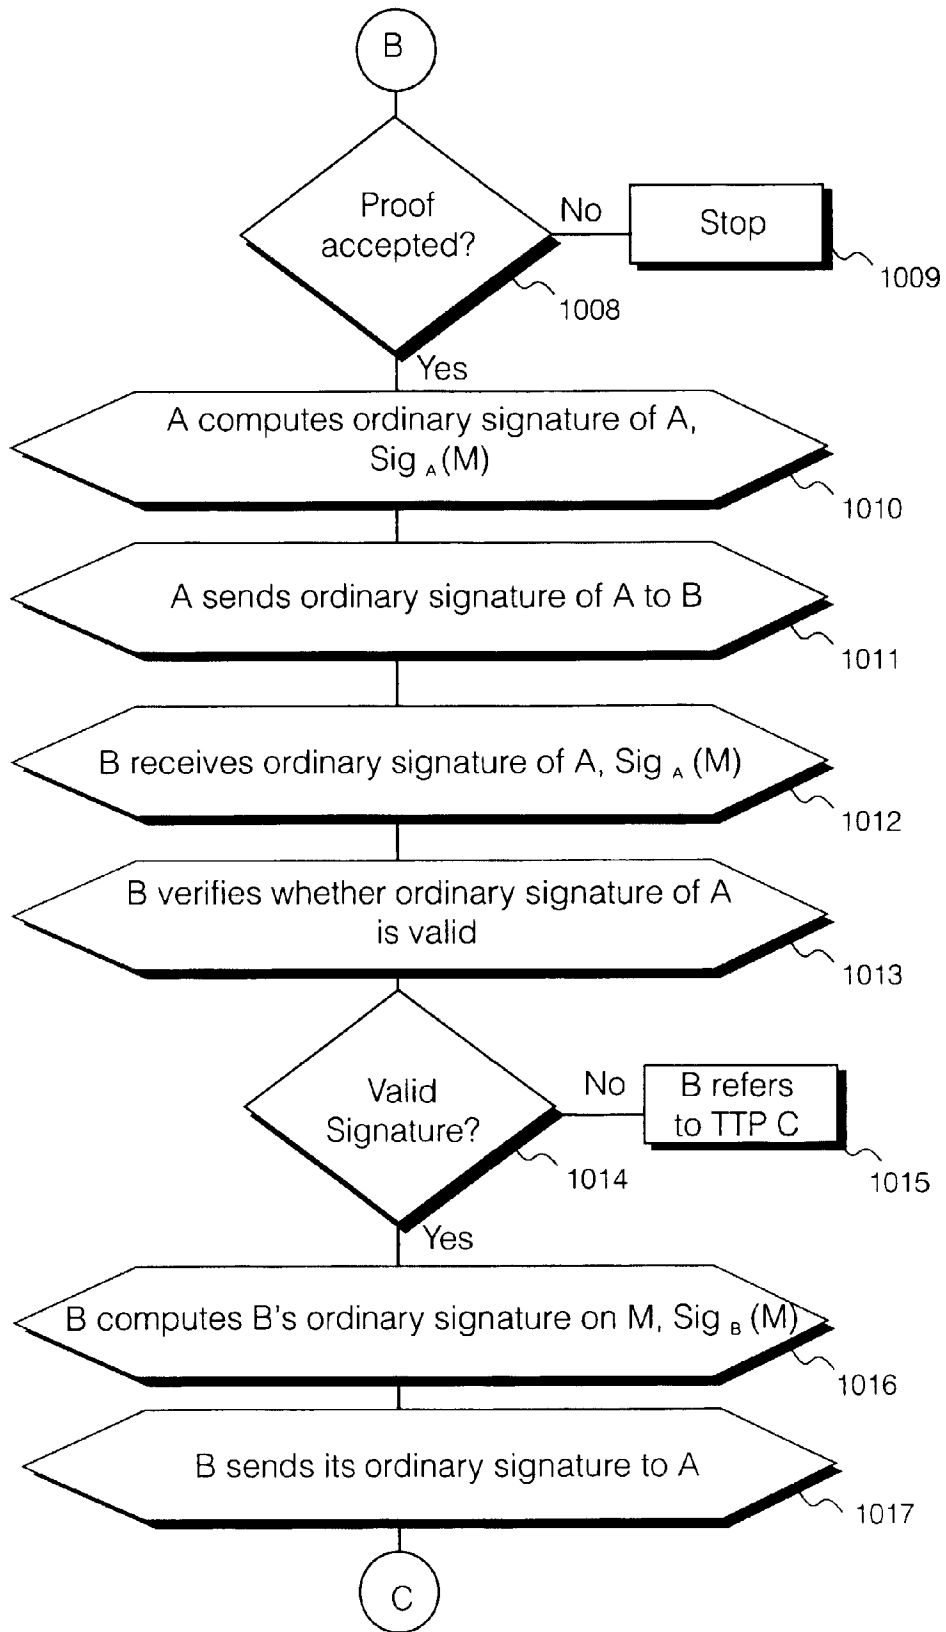 B
Proof
accepted?
No
Stop
1009
1008
Yes
A computes ordinary signature of A,
Sig A (M)
1010
A sends ordinary signature of A to B
1011
B receives ordinary signature of A, Sig A (M)
1012
B verifies whether ordinary signature of A
is valid
1013
Valid
Signature?
No
B refers
to TTP C
1014
1015
Yes
B computes B's ordinary signature on M, Sig B (M)
1016
B sends its ordinary signature to A
1017
C